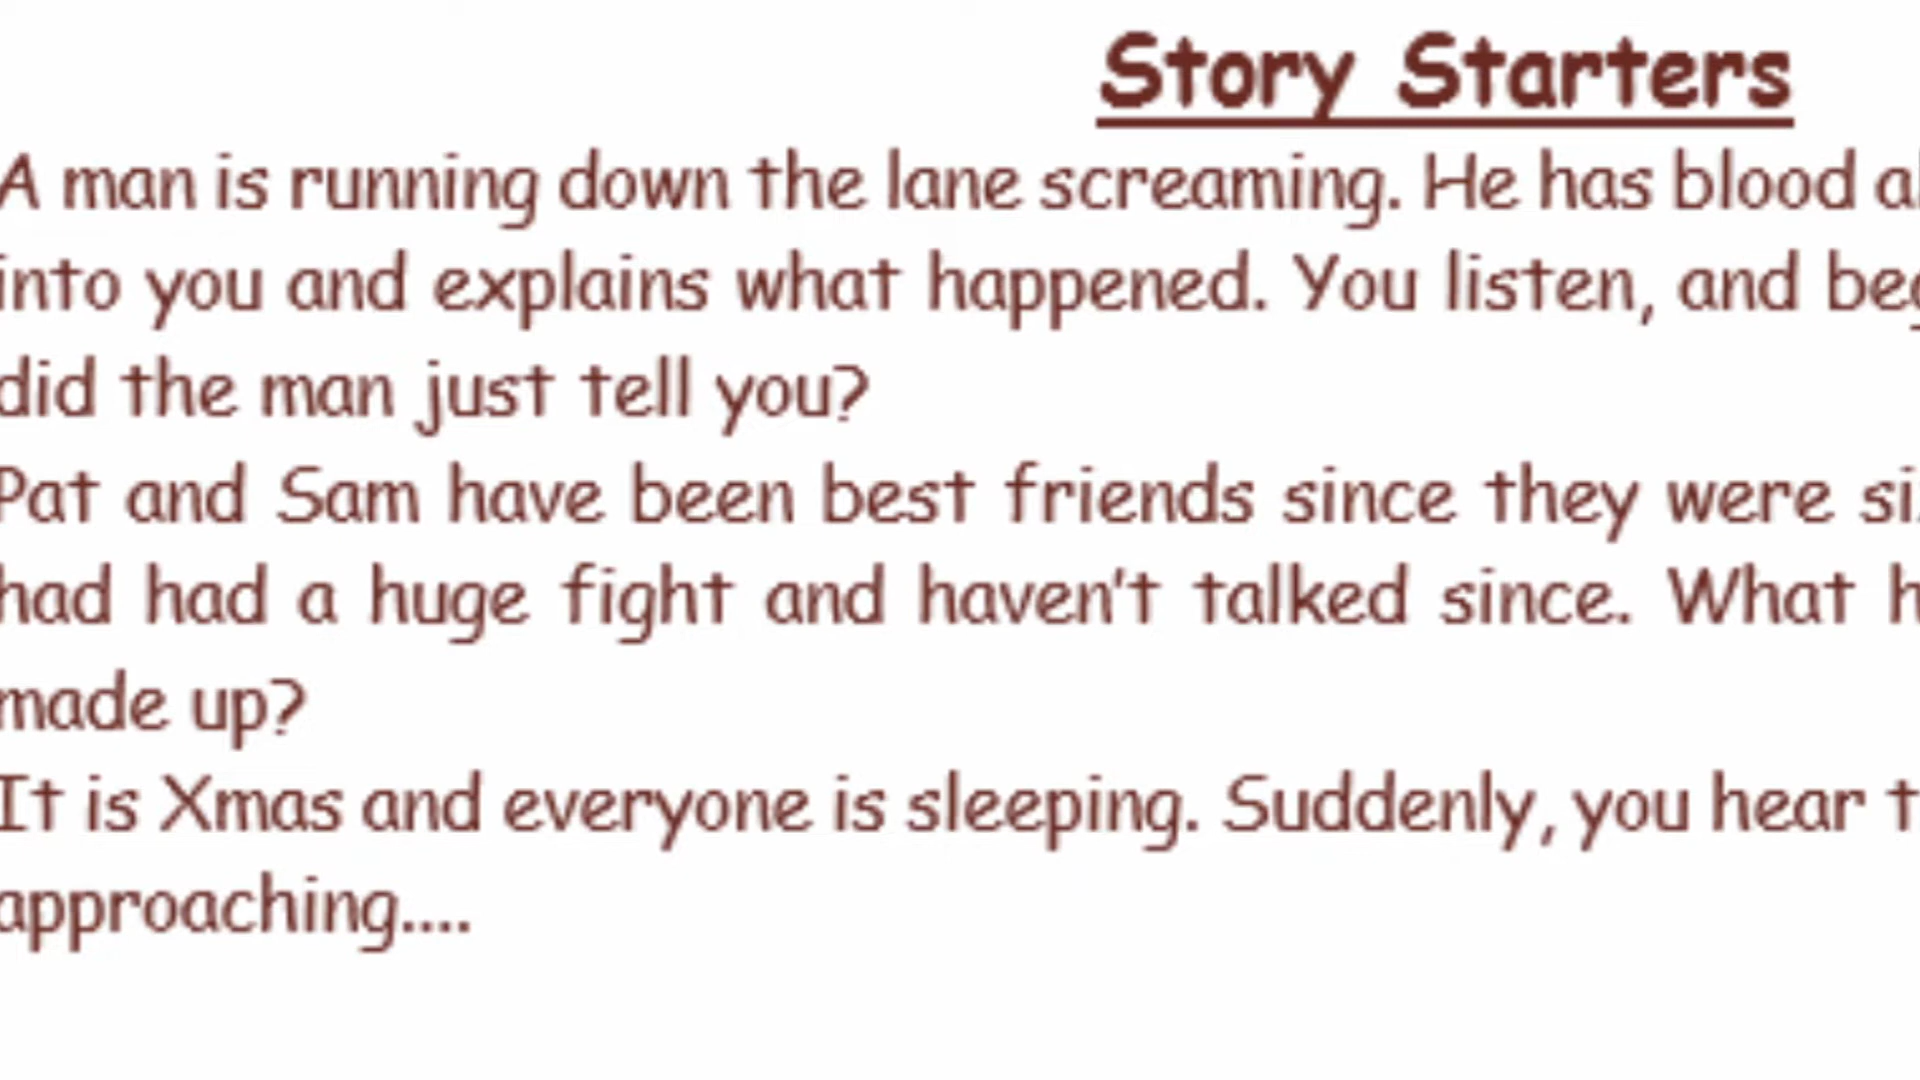 Story Starters
A man is running down the lane screaming. He has blood
into you and explains what happened. You listen, and
did the man just tell you?
Pat and Sam have been best friends since they were
had had a huge fight and haven't talked since. What
made up?
It is Xmas and everyone is sleeping. Suddenly, you hear
approaching....